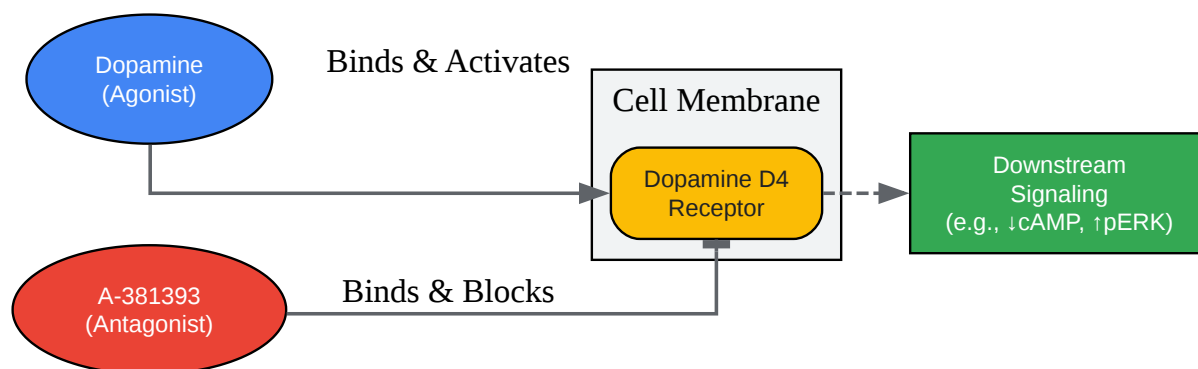 Dopamine
(Agonist)
Binds & Activates
Cell Membrane
Dopamine D4
Receptor
Downstream
Signaling
(e.g., ↓cAMP, ↑pERK)
A-381393
(Antagonist)
Binds & Blocks